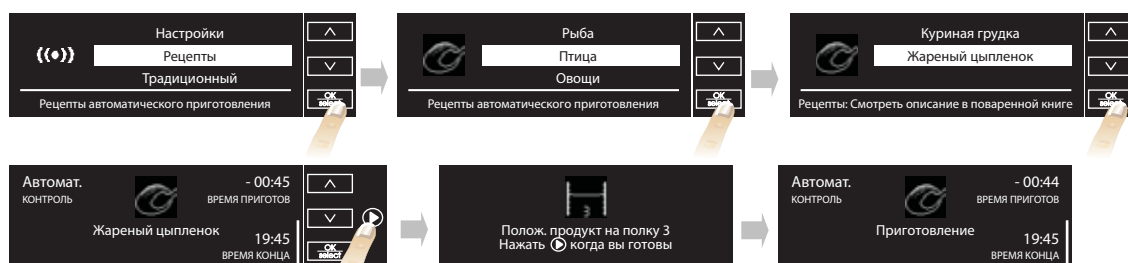 Настройки
Рецепты
Традиционный
Рецепты автоматического приготовления
OK
select
Рыба
Птица
Овощи
Рецепты автоматического приготовления
OK
select
Куриная грудка
Жареный цыпленок
Рецепты: Смотреть описание в поваренной книге
OK
select
Автомат. - 00:45
КОНТРОЛЬ ВРЕМЯ ПРИГОТОВ
Жареный цыпленок
19:45
ВРЕМЯ КОНЦА
OK
select
3
Полож. продукт на полку 3
Нажать когда вы готовы
Автомат. - 00:44
КОНТРОЛЬ ВРЕМЯ ПРИГОТОВ
Приготовление
19:45
ВРЕМЯ КОНЦА